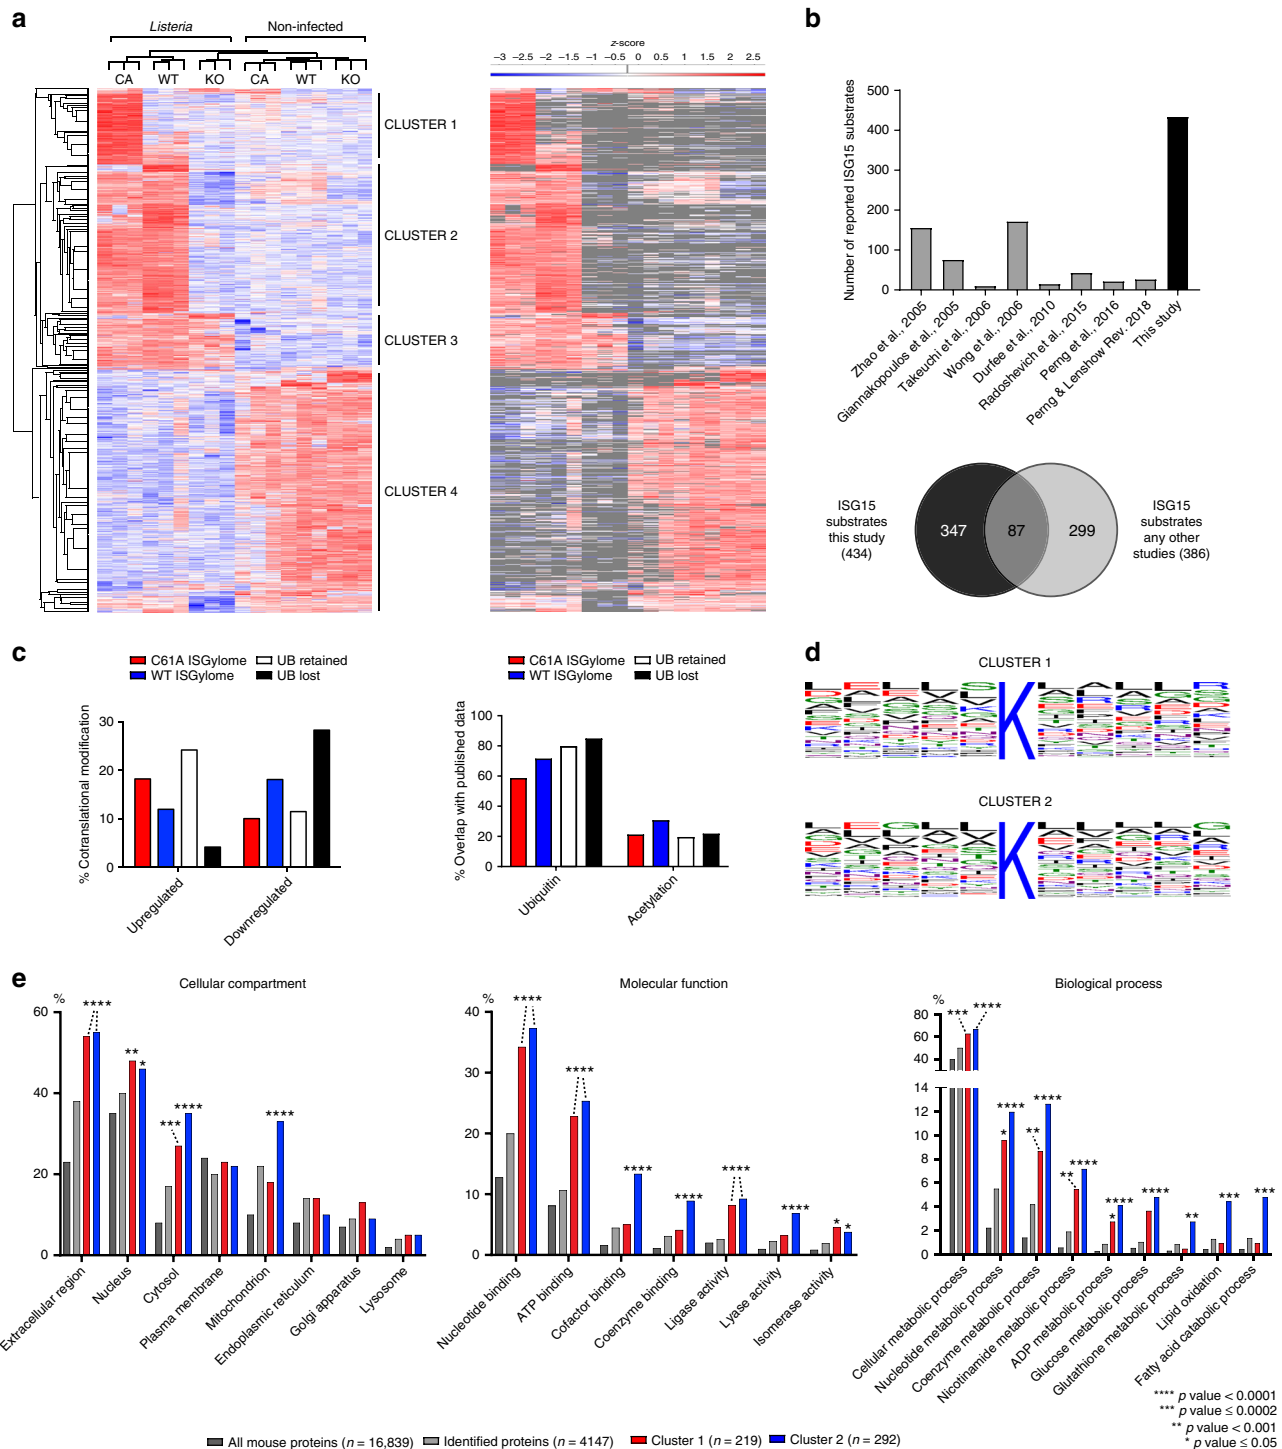 a
Listeria
Non-infected
CA
WT
KO
CA
WT
KO
CLUSTER 1
CLUSTER 2
CLUSTER 3
CLUSTER 4
z-score
−3 −2.5 −2 −1.5 −1 −0.5 0 0.5 1 1.5 2 2.5
b
Number of reported ISG15 substrates
500
400
300
200
100
0
Zhao et al., 2005
Giannakopoulos et al., 2005
Takeuchi et al., 2006
Wong et al., 2006
Durfee et al., 2010
Radoshevich et al., 2015
Perng et al., 2016
Perng & Lenshow Rev. 2018
This study
ISG15
substrates
this study
(434)
347
87
299
ISG15
substrates
any other
studies (386)
c
C61A ISGylome
UB retained
WT ISGylome
UB lost
% Cotranslational modification
30
20
10
0
Upregulated
Downregulated
C61A ISGylome
UB retained
WT ISGylome
UB lost
% Overlap with published data
100
80
60
40
20
0
Ubiquitin
Acetylation
d
CLUSTER 1
K
CLUSTER 2
K
e
Cellular compartment
%
60
40
20
0
****
**
*
***
****
****
Extracellular region
Nucleus
Cytosol
Plasma membrane
Mitochondrion
Endoplasmic reticulum
Golgi apparatus
Lysosome
Molecular function
%
40
30
20
10
0
****
****
****
****
****
****
*
*
Nucleotide binding
ATP binding
Cofactor binding
Coenzyme binding
Ligase activity
Lyase activity
Isomerase activity
Biological process
%
80
60
40
14
12
10
8
6
4
2
0
***
****
*
****
**
****
**
****
*
****
****
**
***
***
Cellular metabolic process
Nucleotide metabolic process
Coenzyme metabolic process
Nicotinamide metabolic process
ADP metabolic process
Glucose metabolic process
Glutathione metabolic process
Lipid oxidation
Fatty acid catabolic process
**** p value < 0.0001
*** p value ≤ 0.0002
** p value < 0.001
* p value ≤ 0.05
All mouse proteins (n = 16,839)
Identified proteins (n = 4147)
Cluster 1 (n = 219)
Cluster 2 (n = 292)